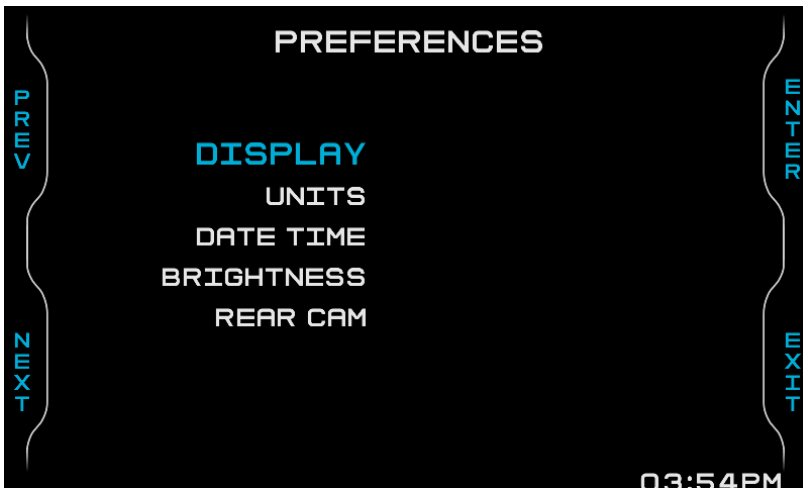 PREFERENCES
PREV
ENTER
DISPLAY
UNITS
DATE TIME
BRIGHTNESS
REAR CAM
NEXT
EXIT
03:54PM